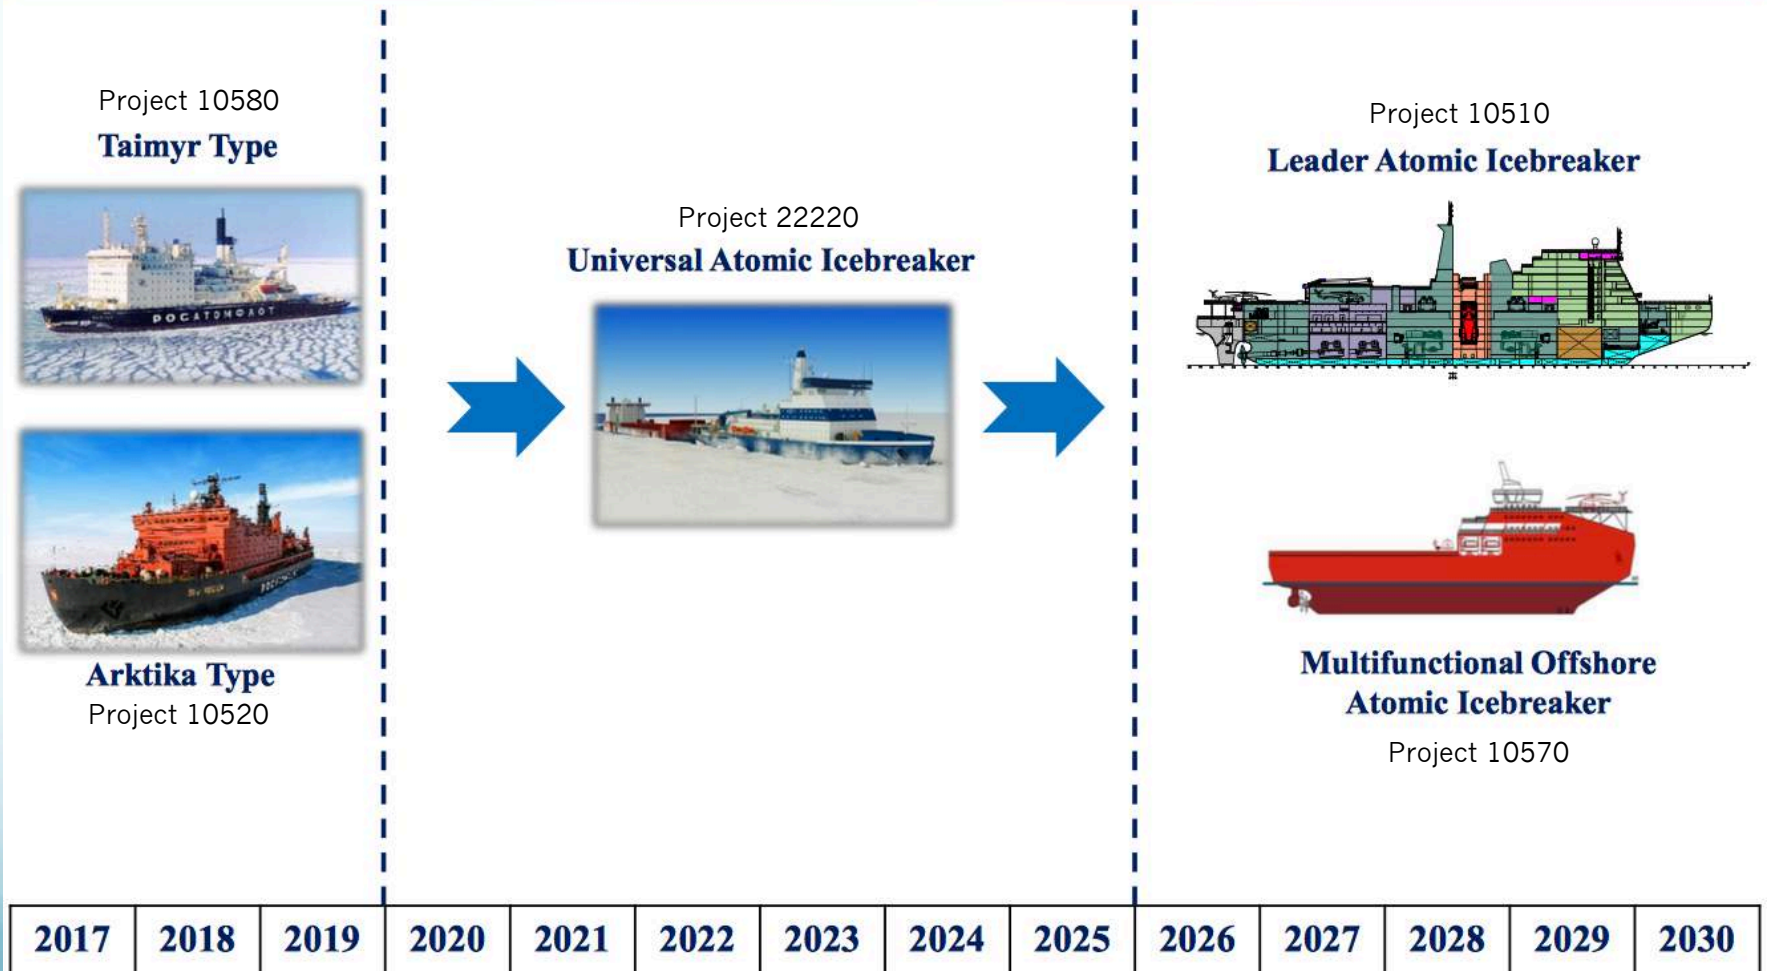 Project 10580
Taimyr Type
РОСАТОМФЛОТ
Arktika Type
Project 10520
Project 22220
Universal Atomic Icebreaker
Project 10510
Leader Atomic Icebreaker
Multifunctional Offshore
Atomic Icebreaker
Project 10570
2017 2018 2019 2020 2021 2022 2023 2024 2025 2026 2027 2028 2029 2030